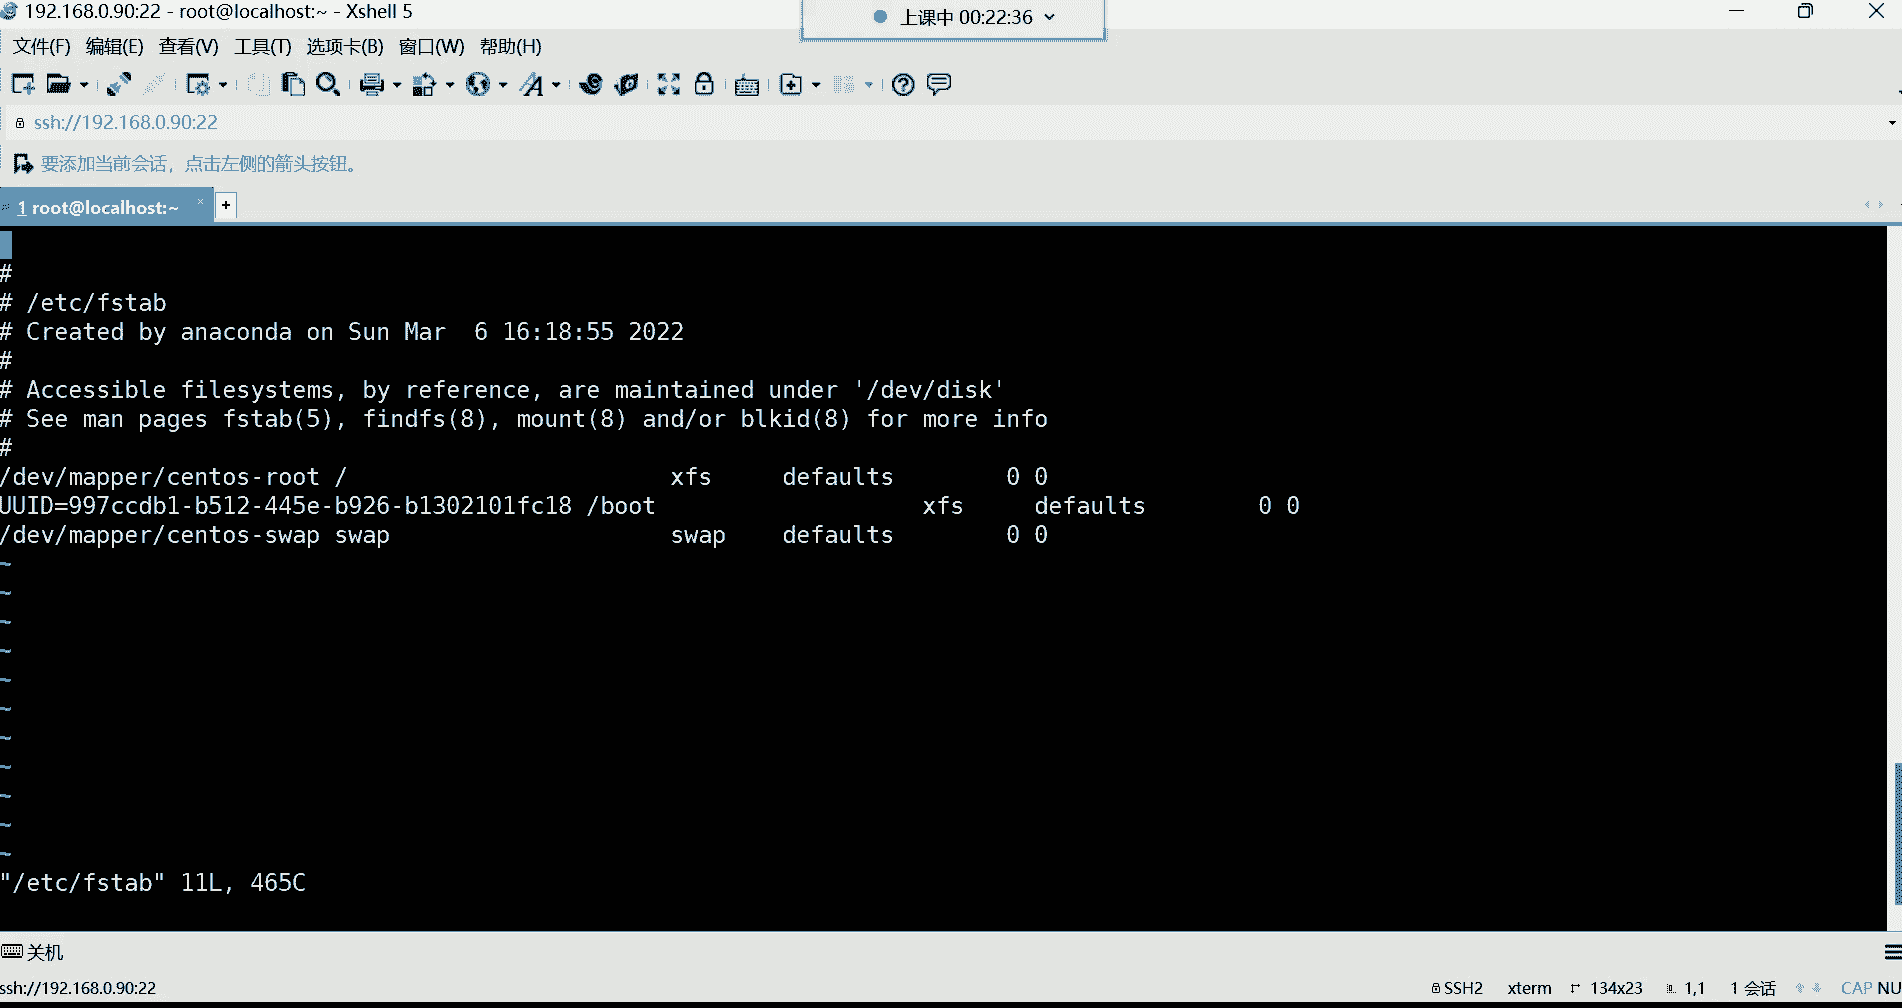 192.168.0.90:22 - root@localhost:~ - Xshell 5
上课中 00:22:36
文件(F) 编辑(E) 查看(V) 工具(T) 选项卡(B) 窗口(W) 帮助(H)
ssh://192.168.0.90:22
要添加当前会话，点击左侧的箭头按钮。
1 root@localhost:~ × +
#
# /etc/fstab
# Created by anaconda on Sun Mar  6 16:18:55 2022
#
# Accessible filesystems, by reference, are maintained under '/dev/disk'
# See man pages fstab(5), findfs(8), mount(8) and/or blkid(8) for more info
#
/dev/mapper/centos-root /                       xfs     defaults        0 0
UUID=997ccdb1-b512-445e-b926-b1302101fc18 /boot                   xfs     defaults        0 0
/dev/mapper/centos-swap swap                    swap    defaults        0 0
~
~
~
~
~
~
~
~
~
~
~
"/etc/fstab" 11L, 465C
关机
ssh://192.168.0.90:22 SSH2 xterm 134x23 1,1 1 会话 CAP NU